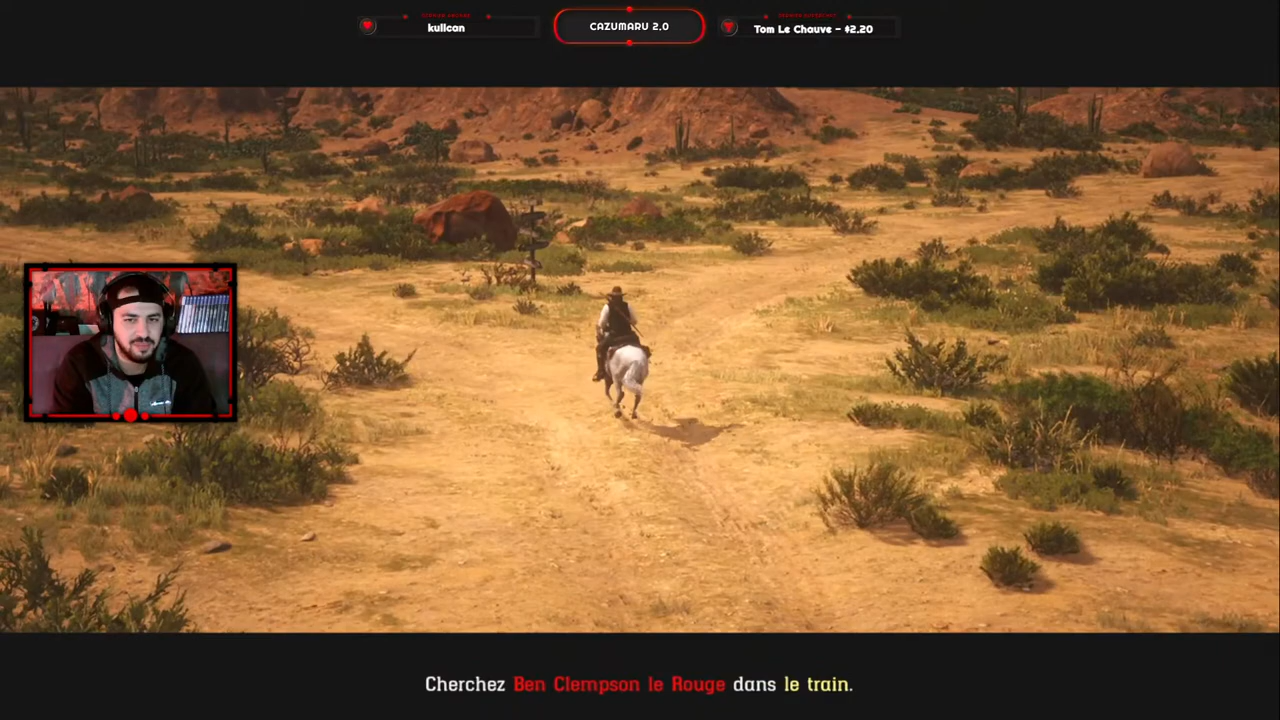 kullcan
CAZUMARU 2.0
Tom Le Chauve - $2.20
Cherchez Ben Clempson le Rouge dans le train.